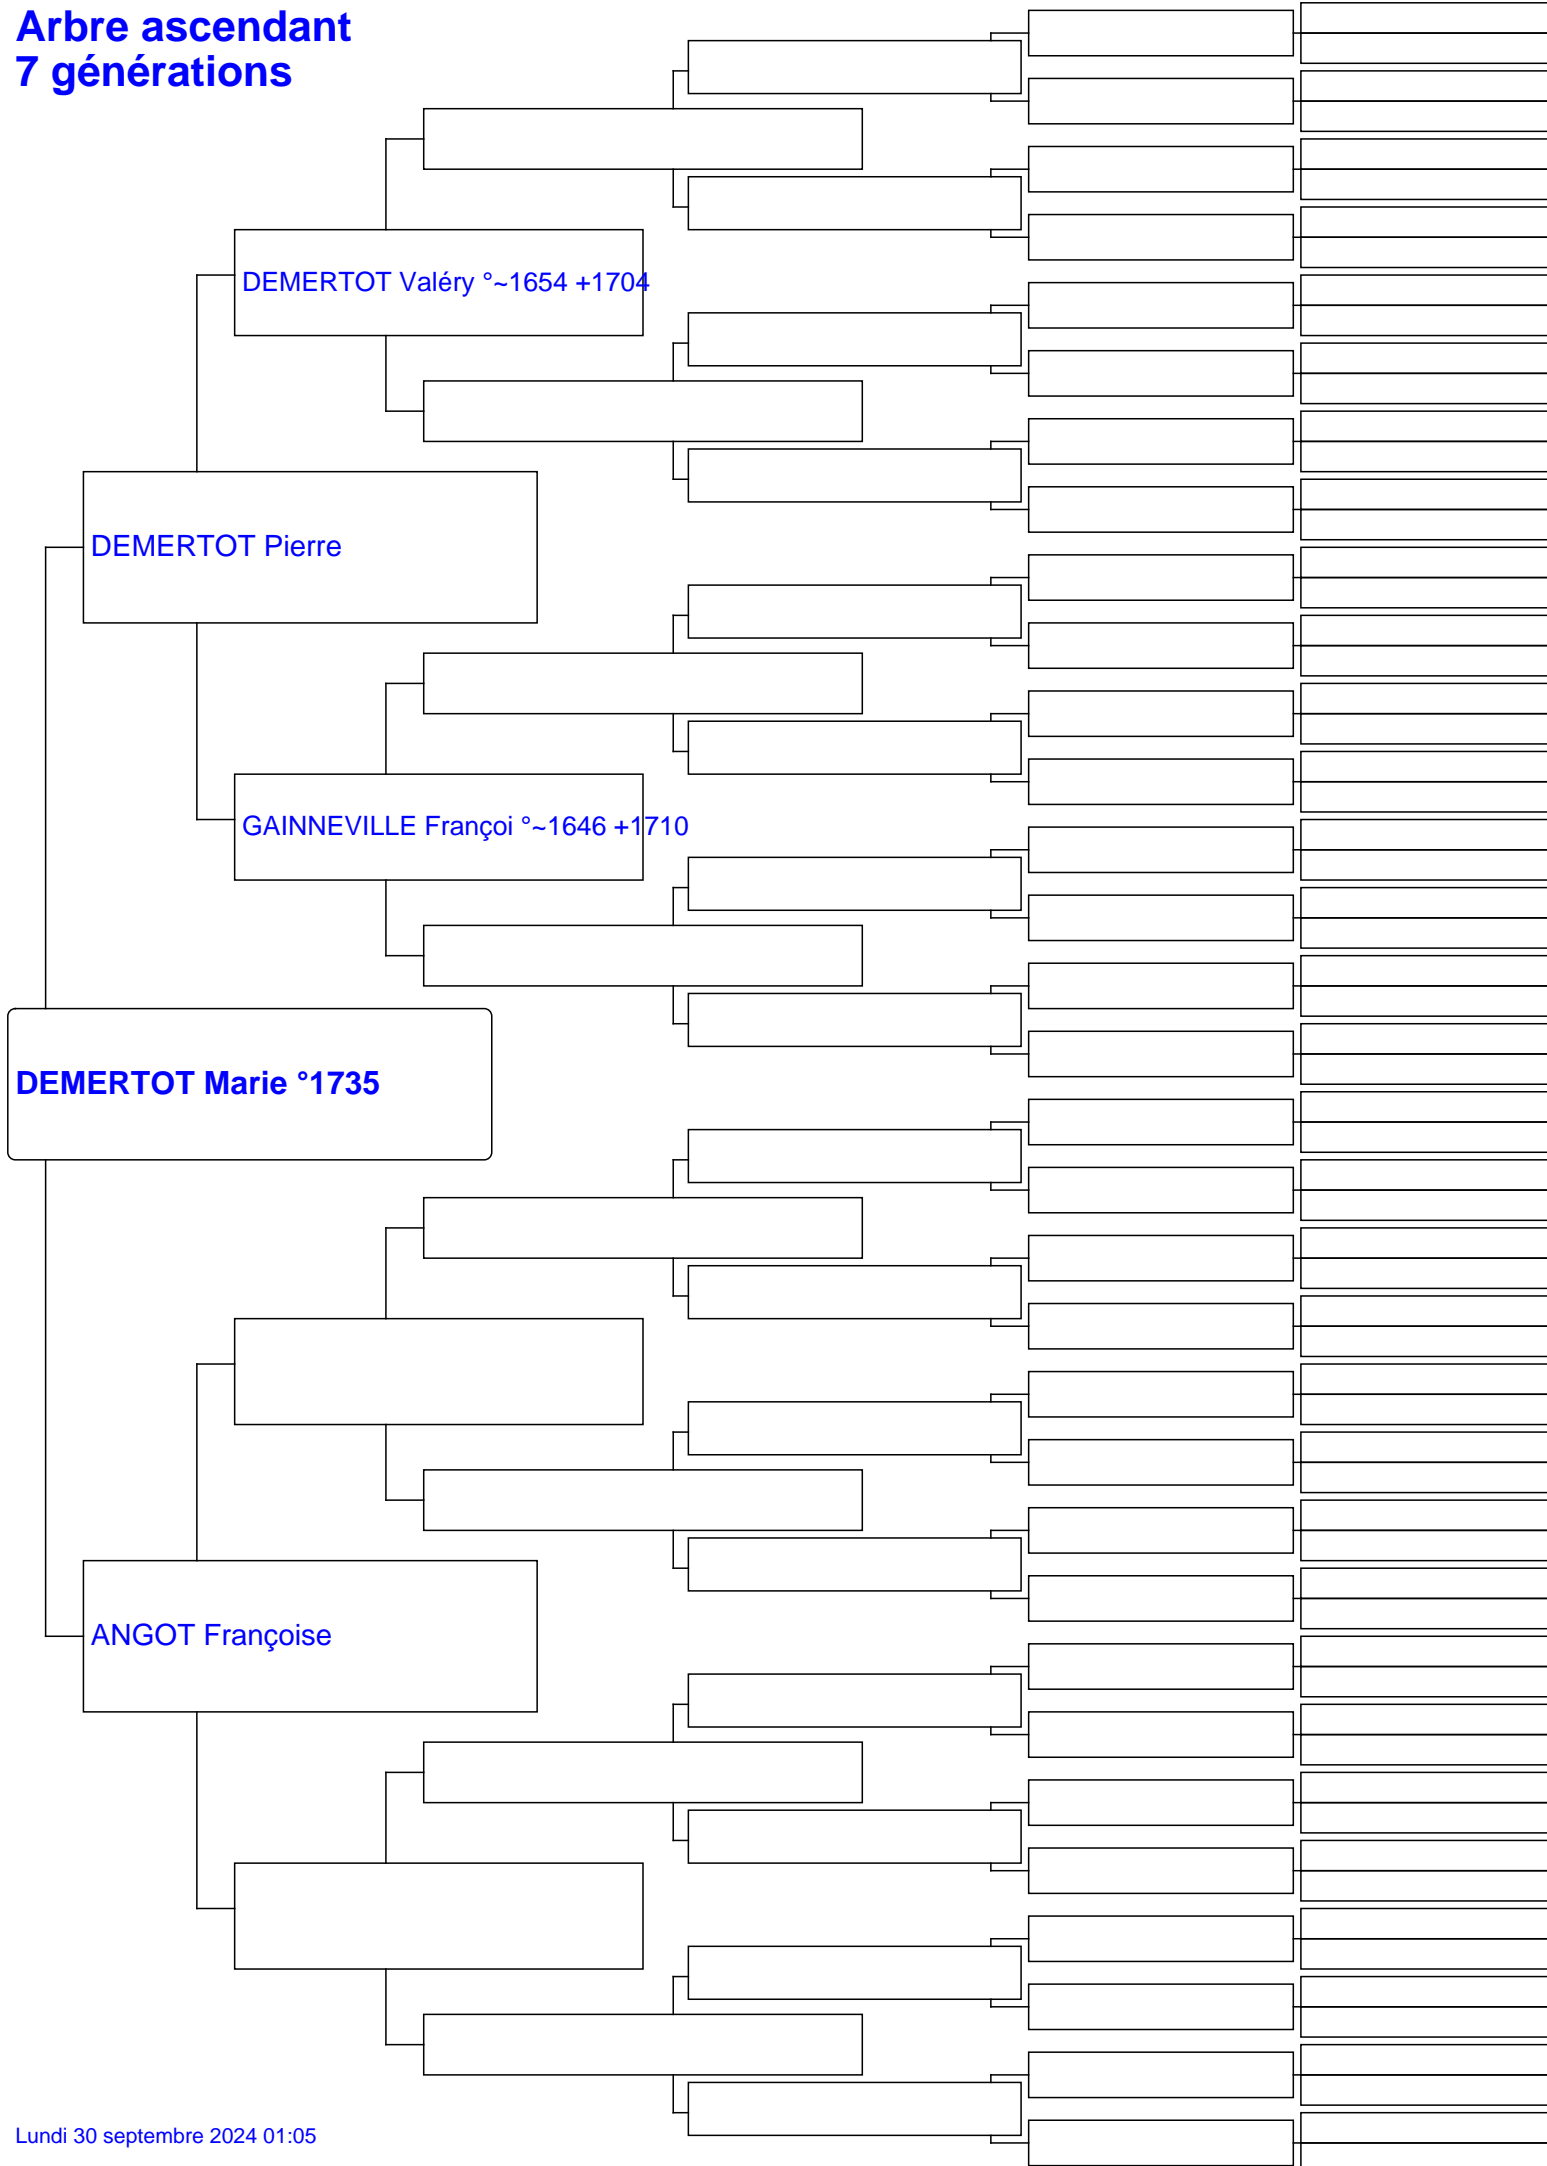 Arbre ascendant
7 générations
DEMERTOT Valéry °~1654 +1704
DEMERTOT Pierre
GAINNEVILLE Françoi °~1646 +1710
DEMERTOT Marie °1735
ANGOT Françoise
Lundi 30 septembre 2024 01:05